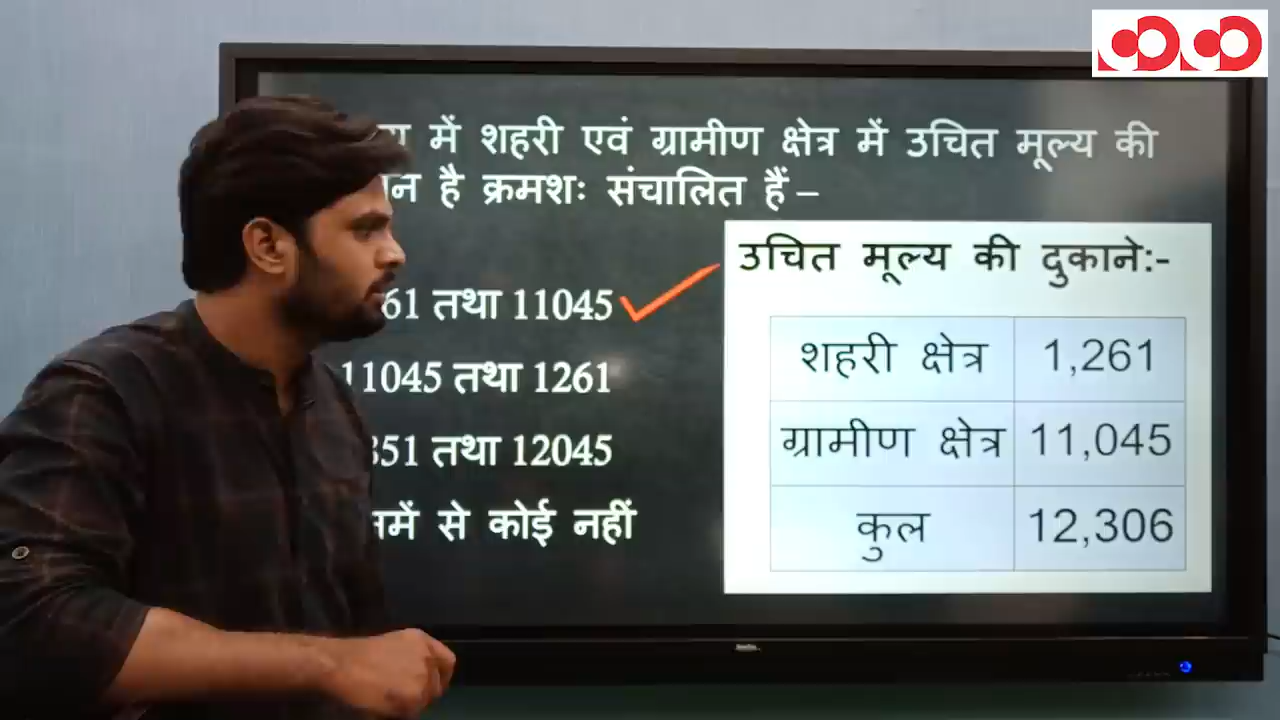 में शहरी एवं ग्रामीण क्षेत्र में उचित मूल्य की
है क्रमशः संचालित हैं –
उचित मूल्य की दुकाने:-
61 तथा 11045
शहरी क्षेत्र 1,261
11045 तथा 1261
ग्रामीण क्षेत्र 11,045
351 तथा 12045
कुल 12,306
से कोई नहीं